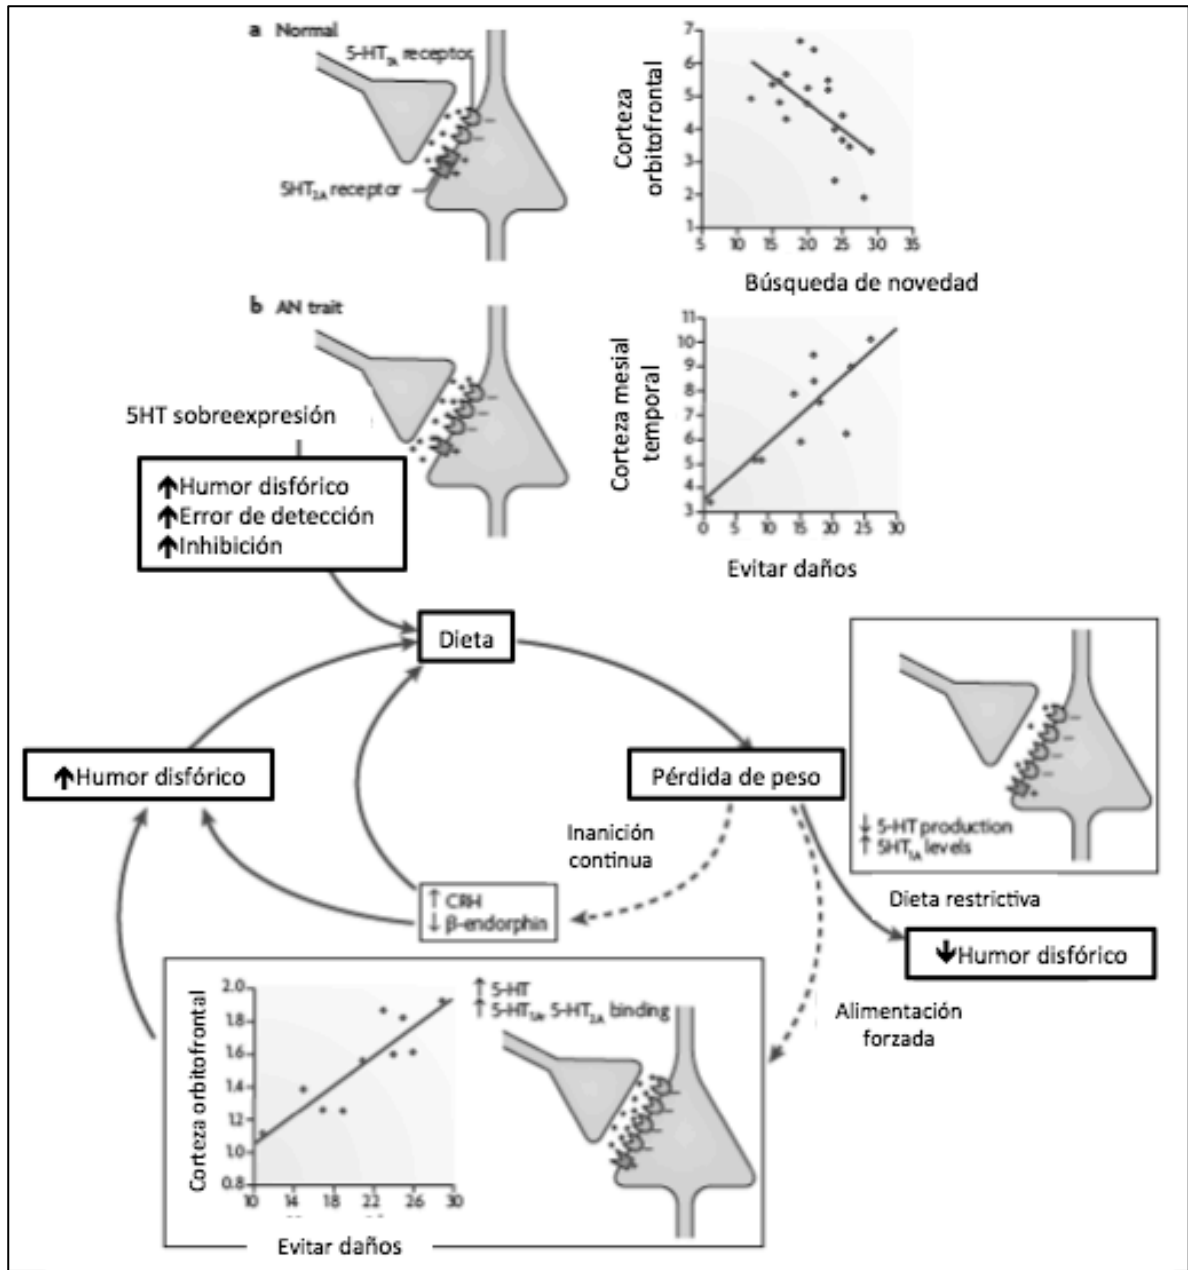 a Normal
5-HT1A receptor
5HT2A receptor
Corteza
orbitofrontal
7
6
5
4
3
2
1
5 10 15 20 25 30 35
Búsqueda de novedad
b AN trait
5HT sobreexpresión
↑Humor disfórico
↑Error de detección
↑Inhibición
Corteza mesial
temporal
11
10
9
8
7
6
5
4
3
0 5 10 15 20 25 30
Evitar daños
Dieta
↑Humor disfórico
Pérdida de peso
Inanición
continua
↑ CRH
↓ β-endorphin
↓ 5-HT production
↑ 5HT1A levels
Dieta restrictiva
↓Humor disfórico
Alimentación
forzada
Corteza orbitofrontal
2.0
1.8
1.6
1.4
1.2
1.0
0.8
10 14 18 22 26 30
Evitar daños
↑ 5-HT
↑ 5-HT1A, 5-HT2A binding